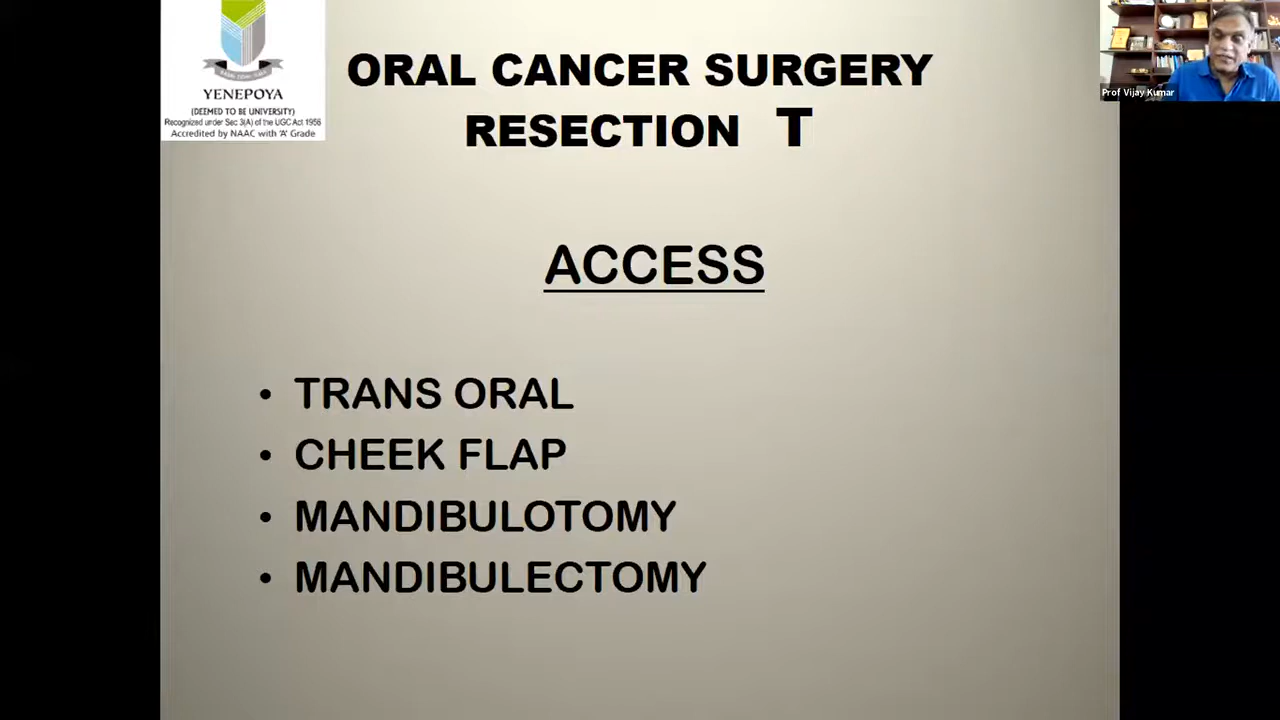 YENEPOYA
(DEEMED TO BE UNIVERSITY)
Recognized under Sec 3(A) of the UGC Act 1956
Accredited by NAAC with 'A' Grade
ORAL CANCER SURGERY
RESECTION T
Prof Vijay Kumar
ACCESS
• TRANS ORAL
• CHEEK FLAP
• MANDIBULOTOMY
• MANDIBULECTOMY